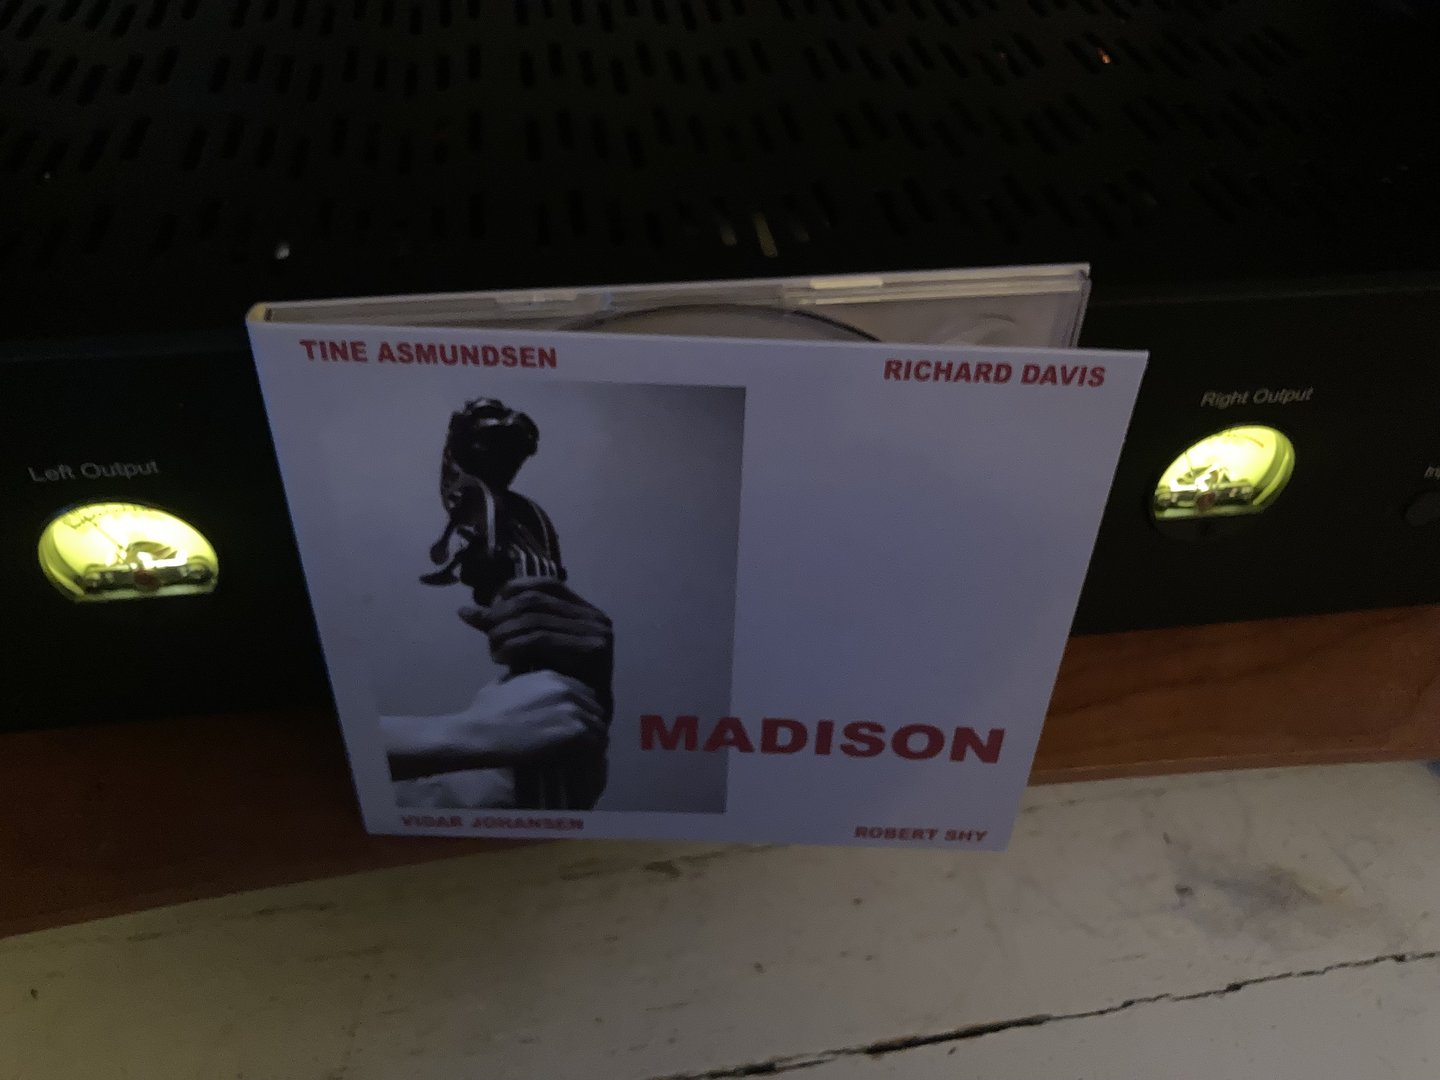 TINE ASMUNDSEN
RICHARD DAVIS
Left Output
Right Output
MADISON
VIDAR JOHANSEN
ROBERT SHY